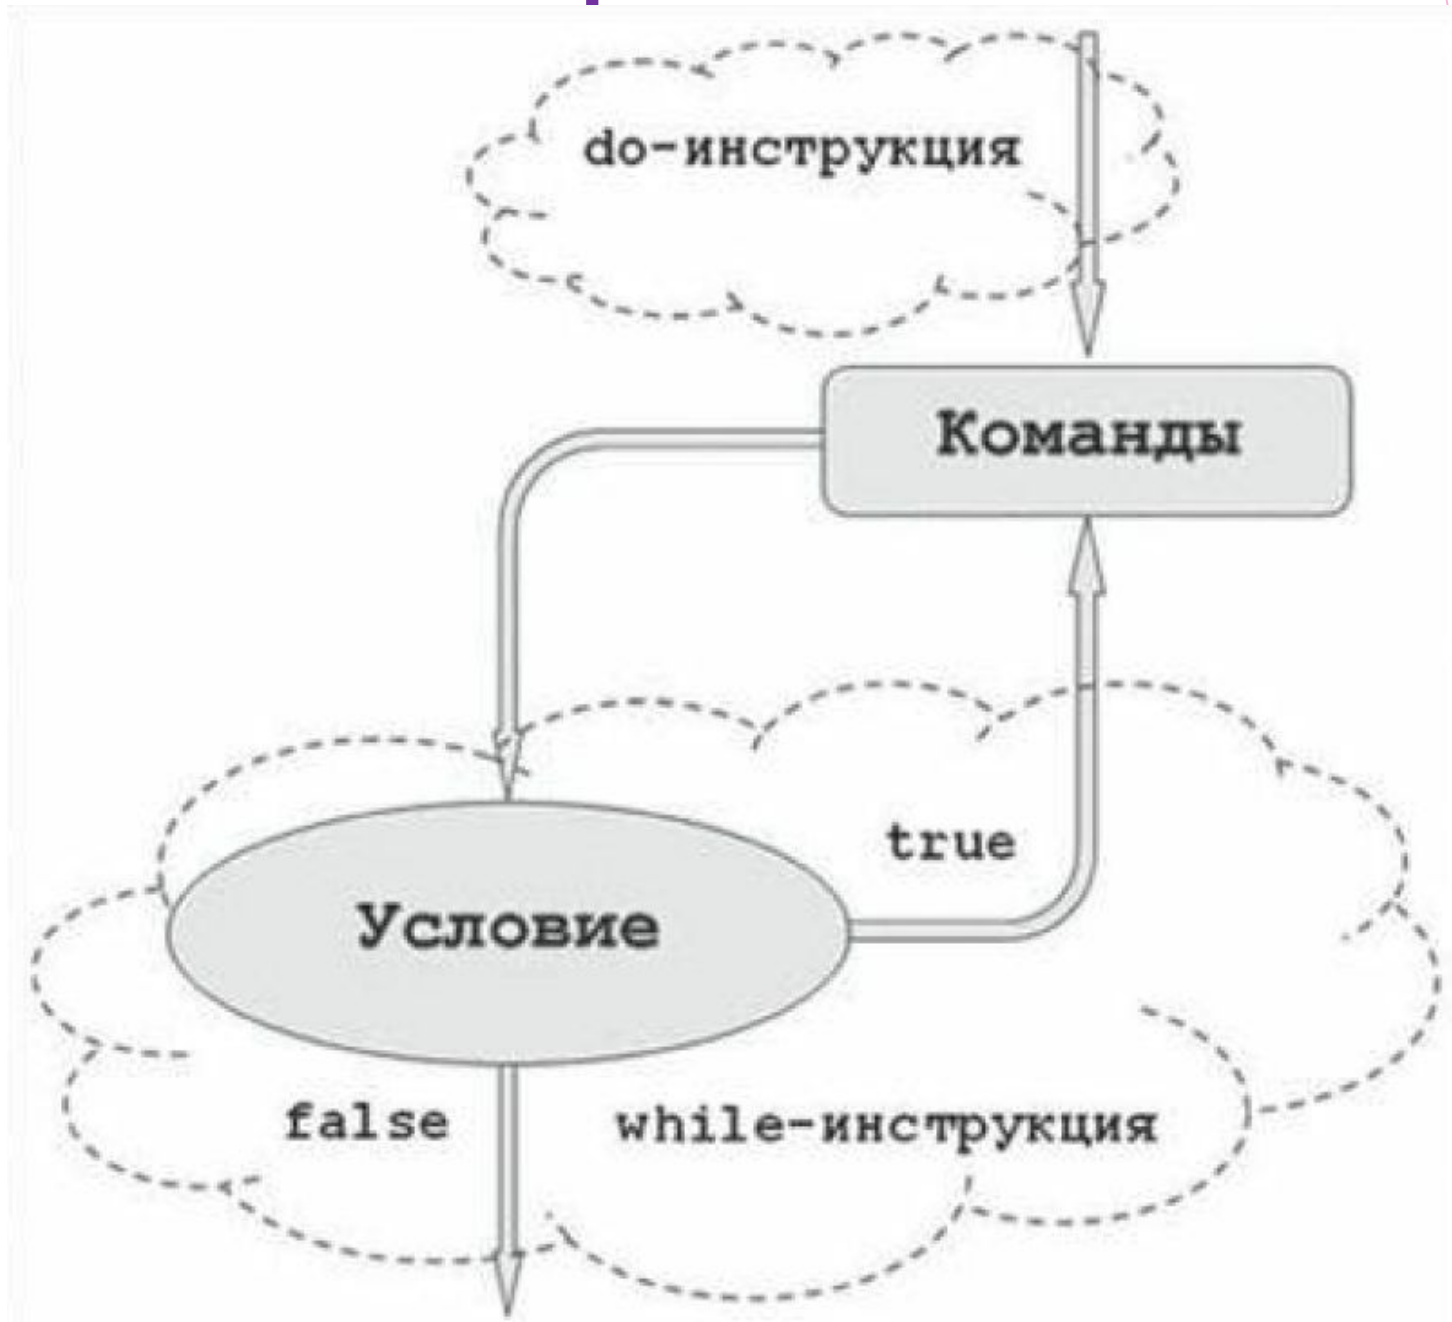 do-инструкция
Команды
true
Условие
false
while-инструкция